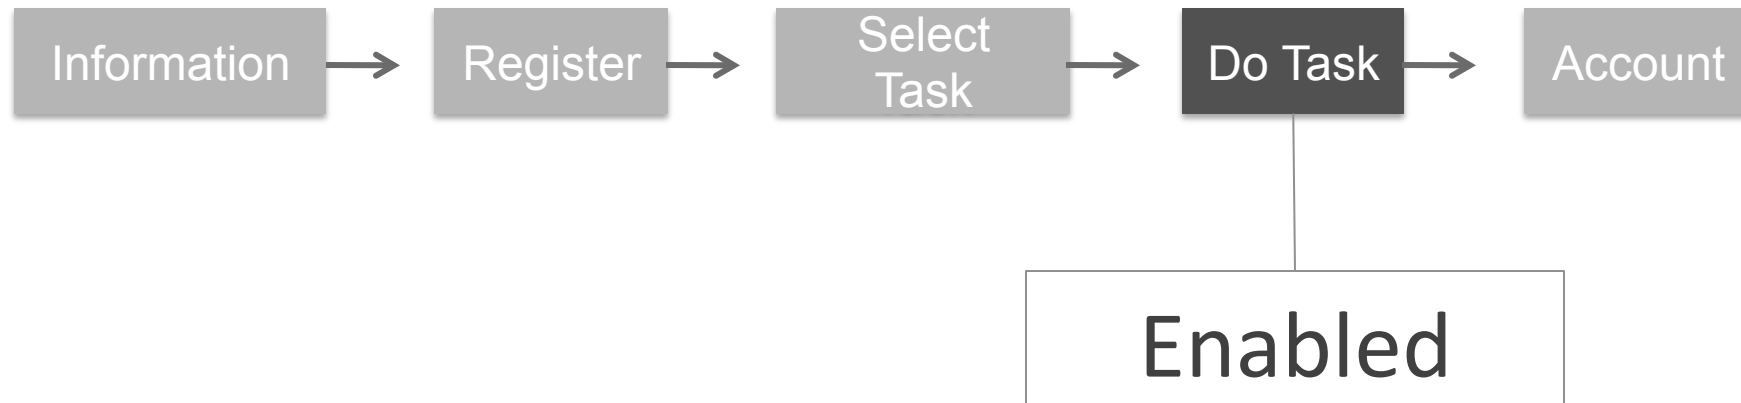 Information
Register
Select
Task
Do Task
Account
Enabled